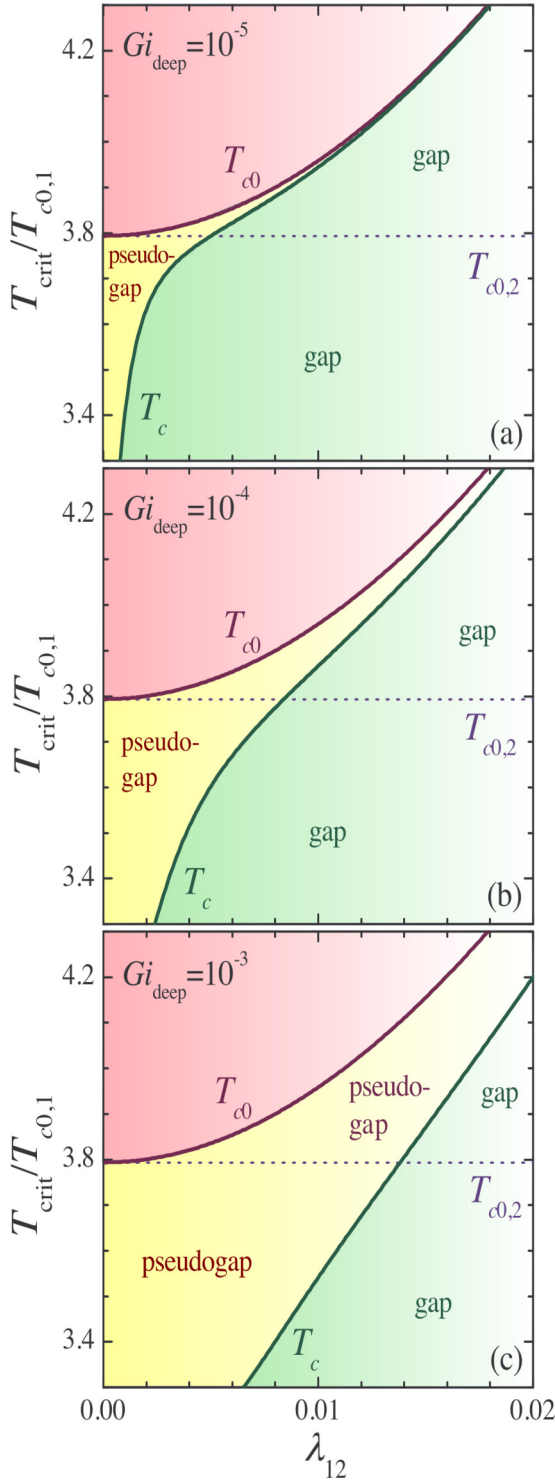 Gi_deep=10^-5
4.2
T_c0
gap
T_crit/T_c0,1
3.8
pseudo-
gap
T_c0,2
gap
3.4
T_c
(a)
Gi_deep=10^-4
4.2
T_c0
gap
T_crit/T_c0,1
3.8
pseudo-
gap
T_c0,2
gap
3.4
T_c
(b)
Gi_deep=10^-3
4.2
T_c0
pseudo-
gap
gap
T_crit/T_c0,1
3.8
T_c0,2
pseudogap
gap
3.4
T_c
(c)
0.00
0.01
0.02
λ_12